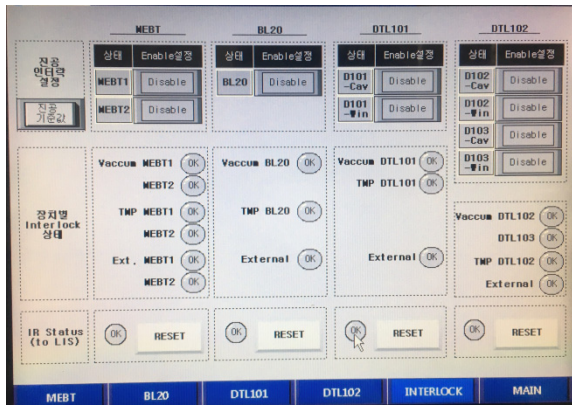 MEBT BL20 DTL101 DTL102
진공
인터락
설정
진공
기준값
상태 Enable설정
MEBT1 Disable
MEBT2 Disable
상태 Enable설정
BL20 Disable
상태 Enable설정
D101
-Cav Disable
D101
-Win Disable
상태 Enable설정
D102
-Cav Disable
D102
-Win Disable
D103
-Cav Disable
D103
-Win Disable
장치별
Interlock
상태
Vaccum MEBT1 OK
MEBT2 OK
TMP MEBT1 OK
MEBT2 OK
Ext. MEBT1 OK
MEBT2 OK
Vaccum BL20 OK
TMP BL20 OK
External OK
Vaccum DTL101 OK
TMP DTL101 OK
External OK
Vaccum DTL102 OK
DTL103 OK
TMP DTL102 OK
External OK
IR Status
(to LIS)
OK RESET
OK RESET
OK RESET
OK RESET
MEBT BL20 DTL101 DTL102 INTERLOCK MAIN